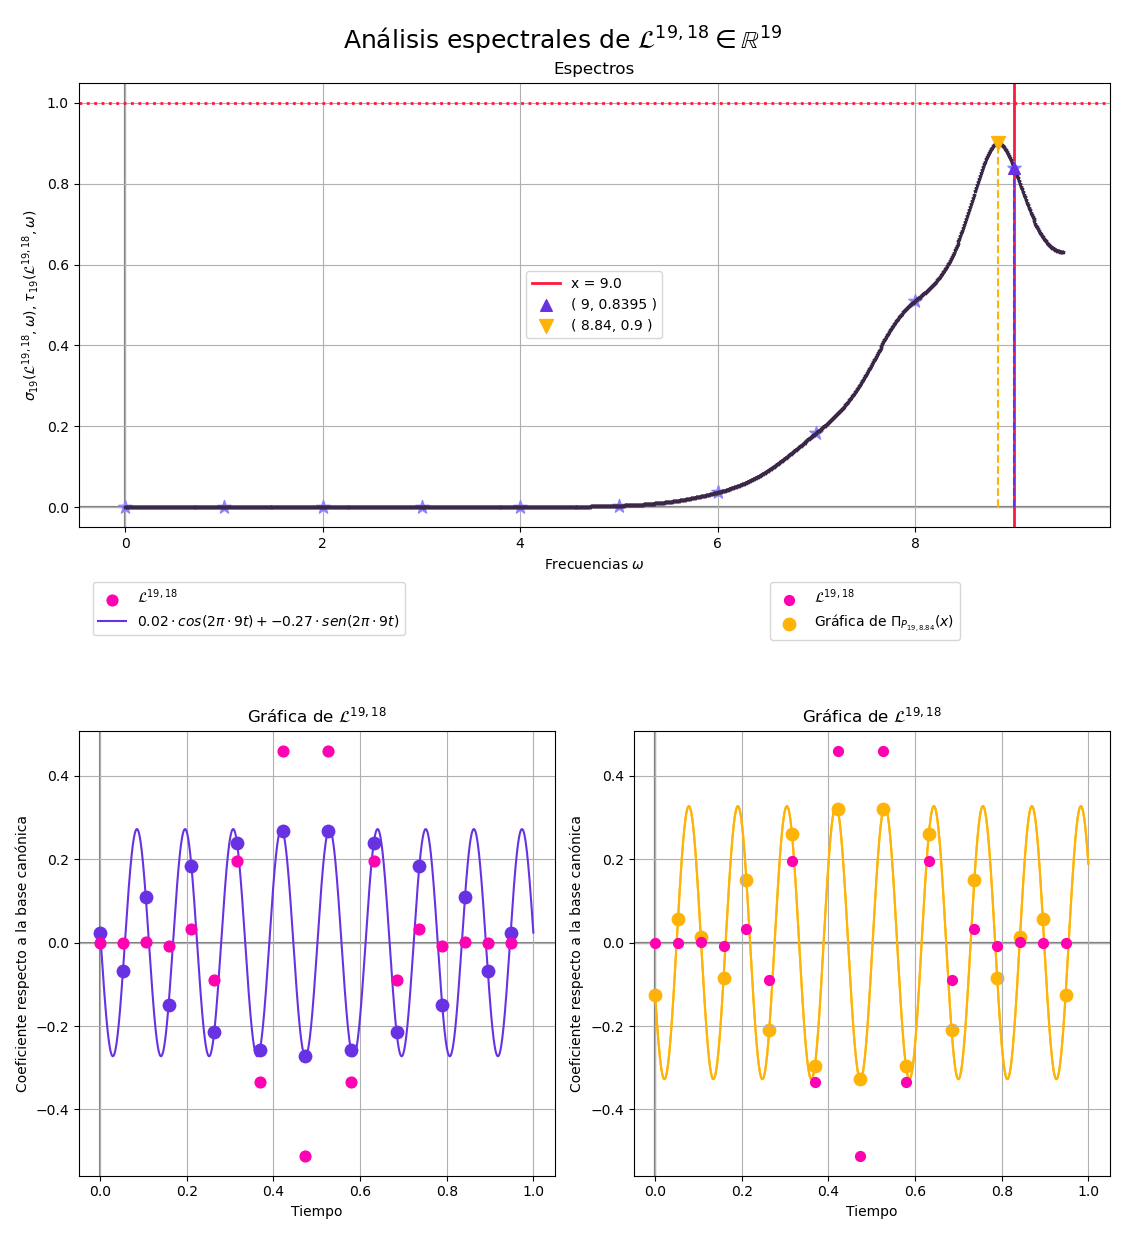 Análisis espectrales de ℒ^{19,18} ∈ ℝ^{19}
Espectros
σ₁₉(ℒ^{19,18}, ω), τ₁₉(ℒ^{19,18}, ω)
1.0
0.8
0.6
0.4
0.2
0.0
x = 9.0
( 9, 0.8395 )
( 8.84, 0.9 )
0 2 4 6 8
Frecuencias ω
ℒ^{19,18}
0.02 · cos(2π · 9t) + −0.27 · sen(2π · 9t)
ℒ^{19,18}
Gráfica de Π_{P_{19,8.84}}(x)
Gráfica de ℒ^{19,18}
Coeficiente respecto a la base canónica
0.4
0.2
0.0
−0.2
−0.4
0.0 0.2 0.4 0.6 0.8 1.0
Tiempo
Gráfica de ℒ^{19,18}
Coeficiente respecto a la base canónica
0.4
0.2
0.0
−0.2
−0.4
0.0 0.2 0.4 0.6 0.8 1.0
Tiempo